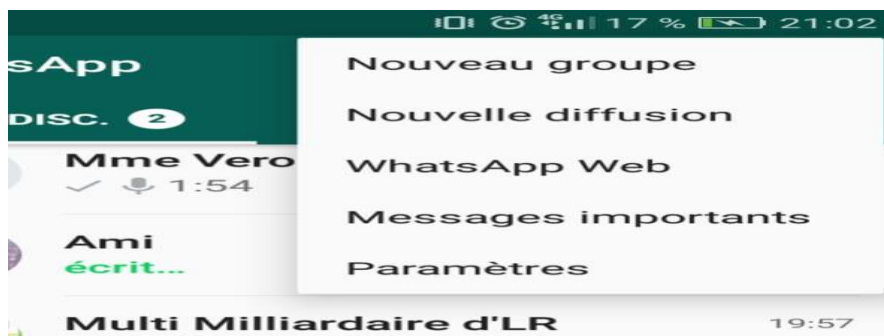 4G 17 % 21:02
sApp
DISC. 2
Nouveau groupe
Nouvelle diffusion
WhatsApp Web
Messages importants
Paramètres
Mme Vero
1:54
Ami
écrit...
Multi Milliardaire d'LR 19:57